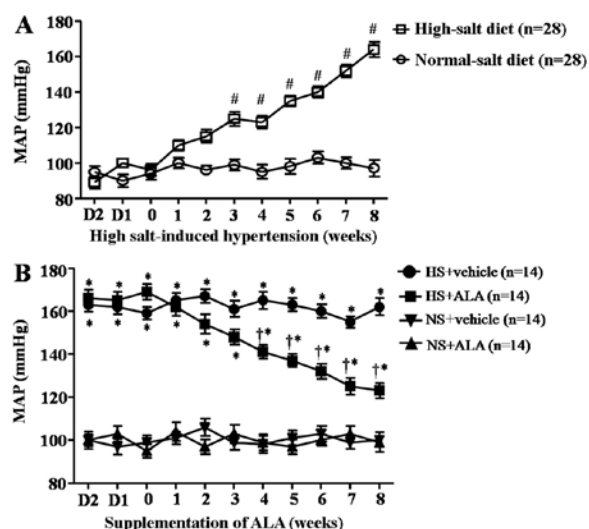 A
180
160
140
120
100
80
MAP (mmHg)
# # # # # #
High-salt diet (n=28)
Normal-salt diet (n=28)
D2 D1 0 1 2 3 4 5 6 7 8
High salt-induced hypertension (weeks)
B
180
160
140
120
100
80
MAP (mmHg)
* * * * * * * * * * *
* * * * * * †* †* †* †* †*
HS+vehicle (n=14)
HS+ALA (n=14)
NS+vehicle (n=14)
NS+ALA (n=14)
D2 D1 0 1 2 3 4 5 6 7 8
Supplementation of ALA (weeks)